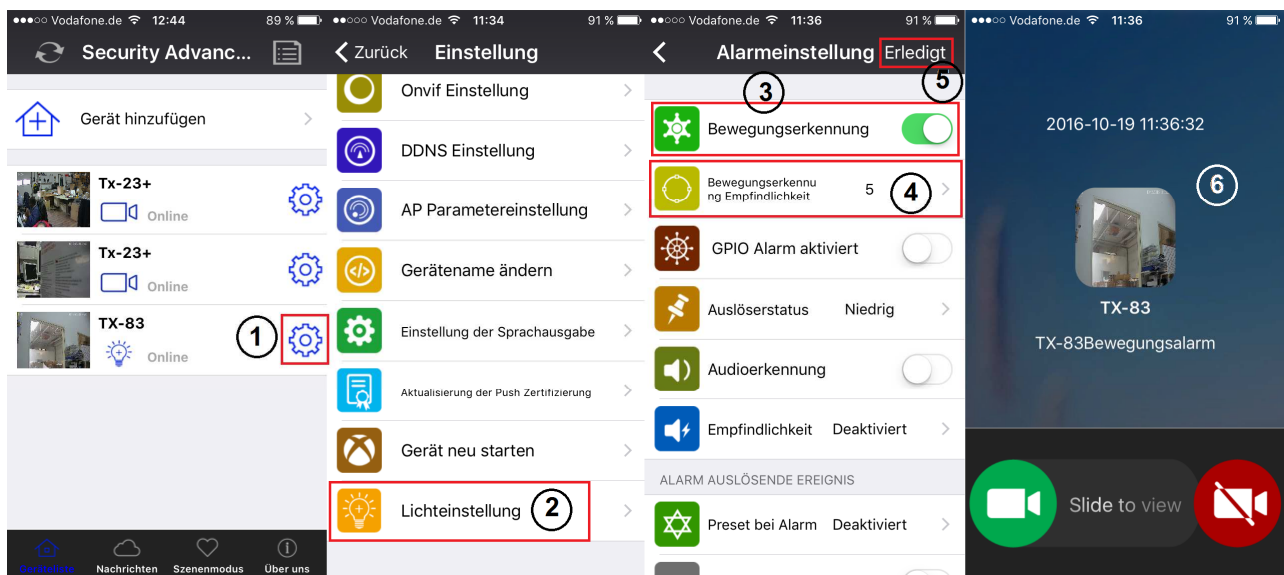 ●●●●○ Vodafone.de 12:44 89 %
Security Advanc...
Gerät hinzufügen
Tx-23+
Online
Tx-23+
Online
TX-83
Online
1
Nachrichten
Szenenmodus
Über uns
●●○○○ Vodafone.de 11:34 91 %
Zurück
Einstellung
Onvif Einstellung
DDNS Einstellung
AP Parametereinstellung
Gerätename ändern
Einstellung der Sprachausgabe
Aktualisierung der Push Zertifizierung
Gerät neu starten
Lichteinstellung
2
●●○○○ Vodafone.de 11:36 91 %
Alarmeinstellung
Erledigt
5
3
Bewegungserkennung
Bewegungserkennu
ng Empfindlichkeit
5
4
GPIO Alarm aktiviert
Auslöserstatus Niedrig
Audioerkennung
Empfindlichkeit Deaktiviert
ALARM AUSLÖSENDE EREIGNIS
Preset bei Alarm Deaktiviert
●●●○○ Vodafone.de 11:36 91 %
2016-10-19 11:36:32
6
TX-83
TX-83Bewegungsalarm
Slide to view